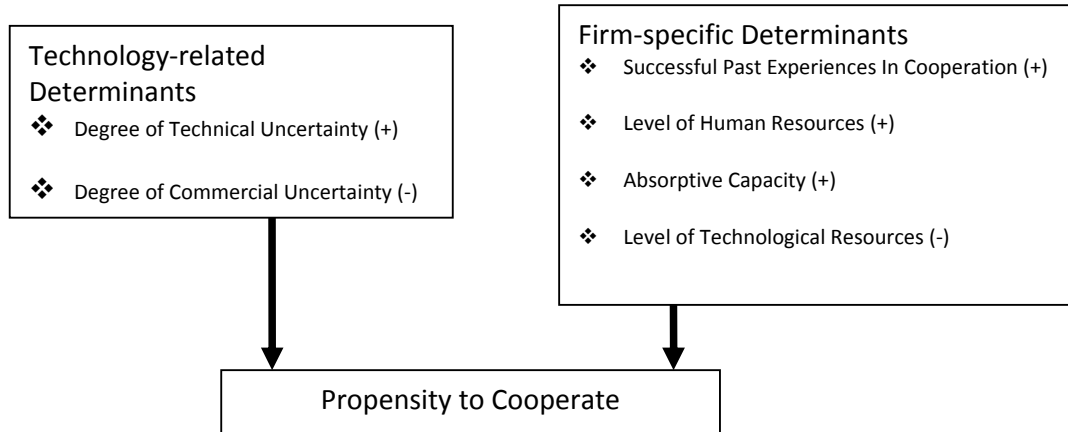 Technology-related
Determinants
❖ Degree of Technical Uncertainty (+)
❖ Degree of Commercial Uncertainty (-)
Firm-specific Determinants
❖ Successful Past Experiences In Cooperation (+)
❖ Level of Human Resources (+)
❖ Absorptive Capacity (+)
❖ Level of Technological Resources (-)
Propensity to Cooperate